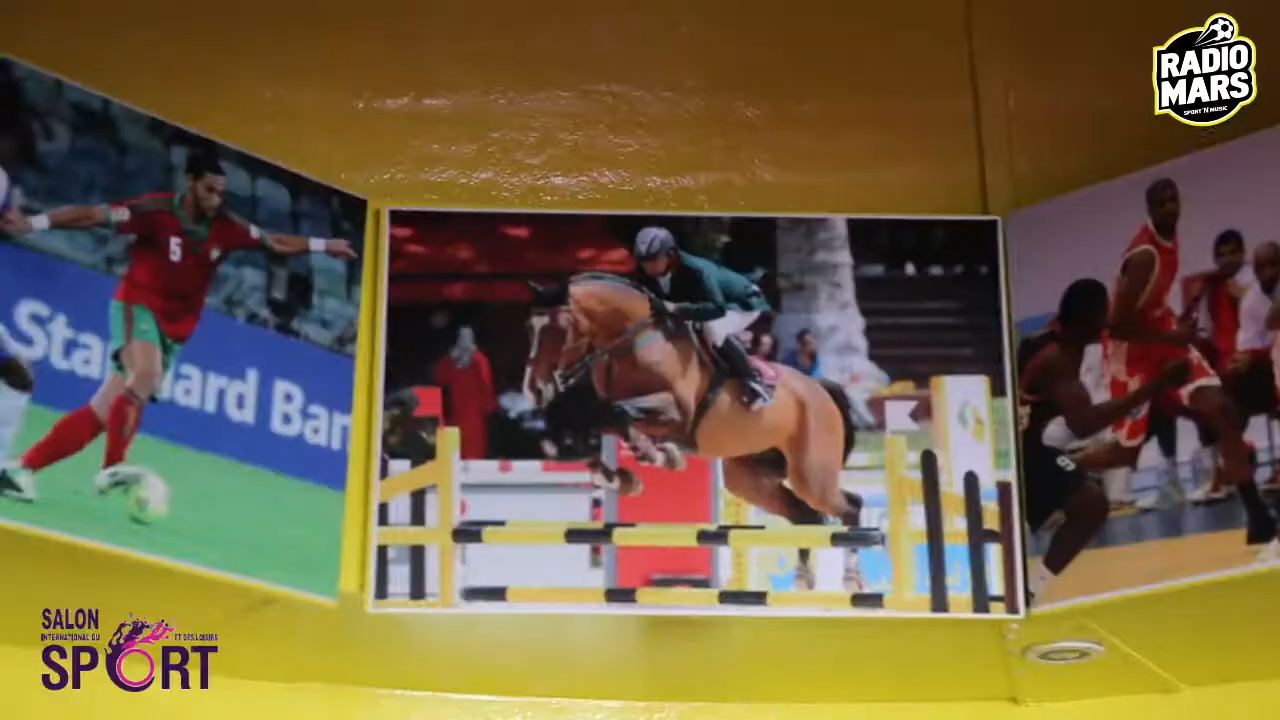 RADIO
MARS
SPORT'N MUSIC
5
Standard Ban
SALON
INTERNATIONAL DU ET DES LOISIRS
SPORT